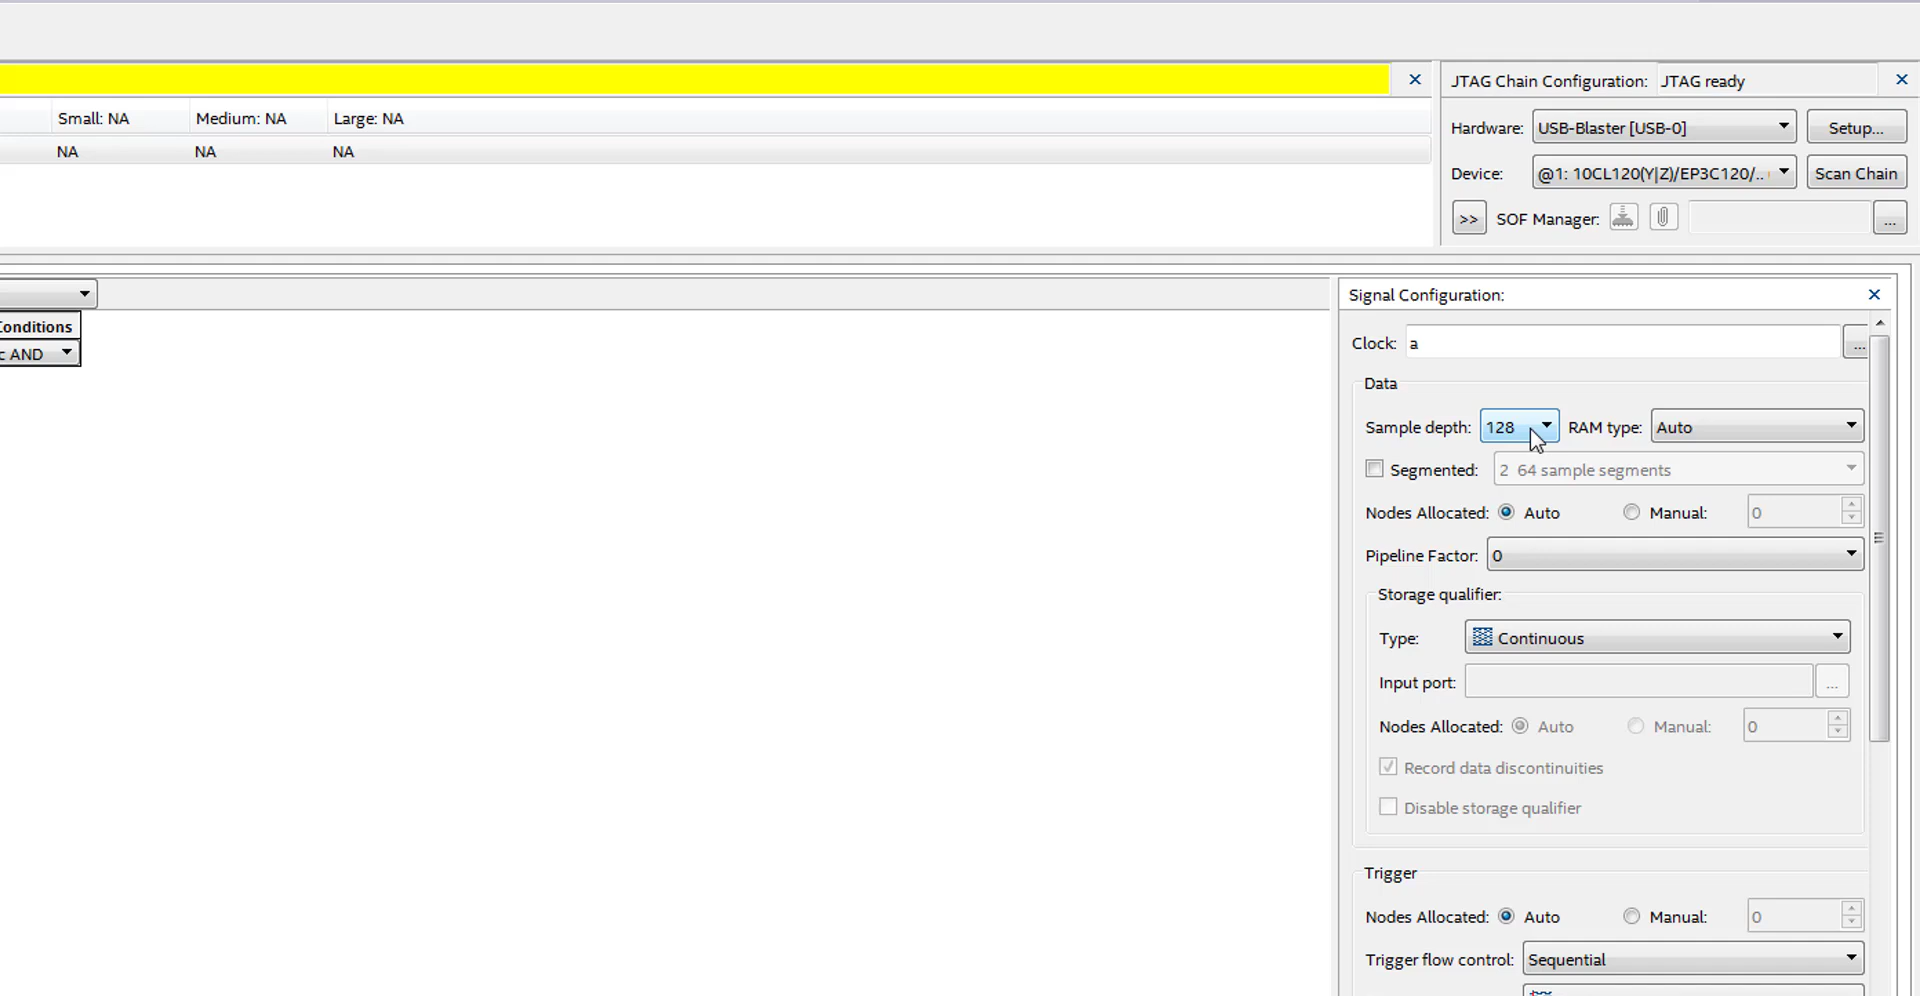 JTAG Chain Configuration: JTAG ready
Small: NA Medium: NA Large: NA
Hardware: USB-Blaster [USB-0] Setup...
NA NA NA
Device: @1: 10CL120(Y|Z)/EP3C120/.. Scan Chain
>> SOF Manager: ...
Signal Configuration:
Conditions
Clock: a ...
c AND
Data
Sample depth: 128 RAM type: Auto
Segmented: 2 64 sample segments
Nodes Allocated: Auto Manual: 0
Pipeline Factor: 0
Storage qualifier:
Type: Continuous
Input port: ...
Nodes Allocated: Auto Manual: 0
Record data discontinuities
Disable storage qualifier
Trigger
Nodes Allocated: Auto Manual: 0
Trigger flow control: Sequential